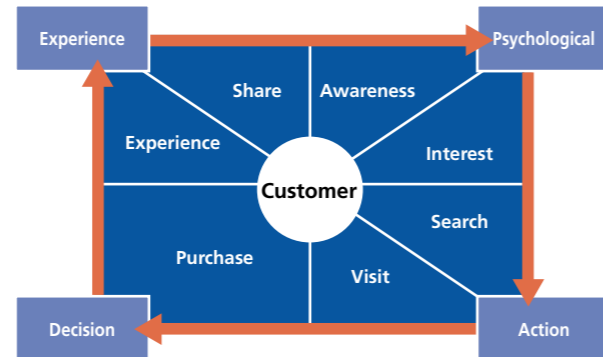 Experience
Psychological
Share
Awareness
Experience
Interest
Customer
Search
Purchase
Visit
Decision
Action